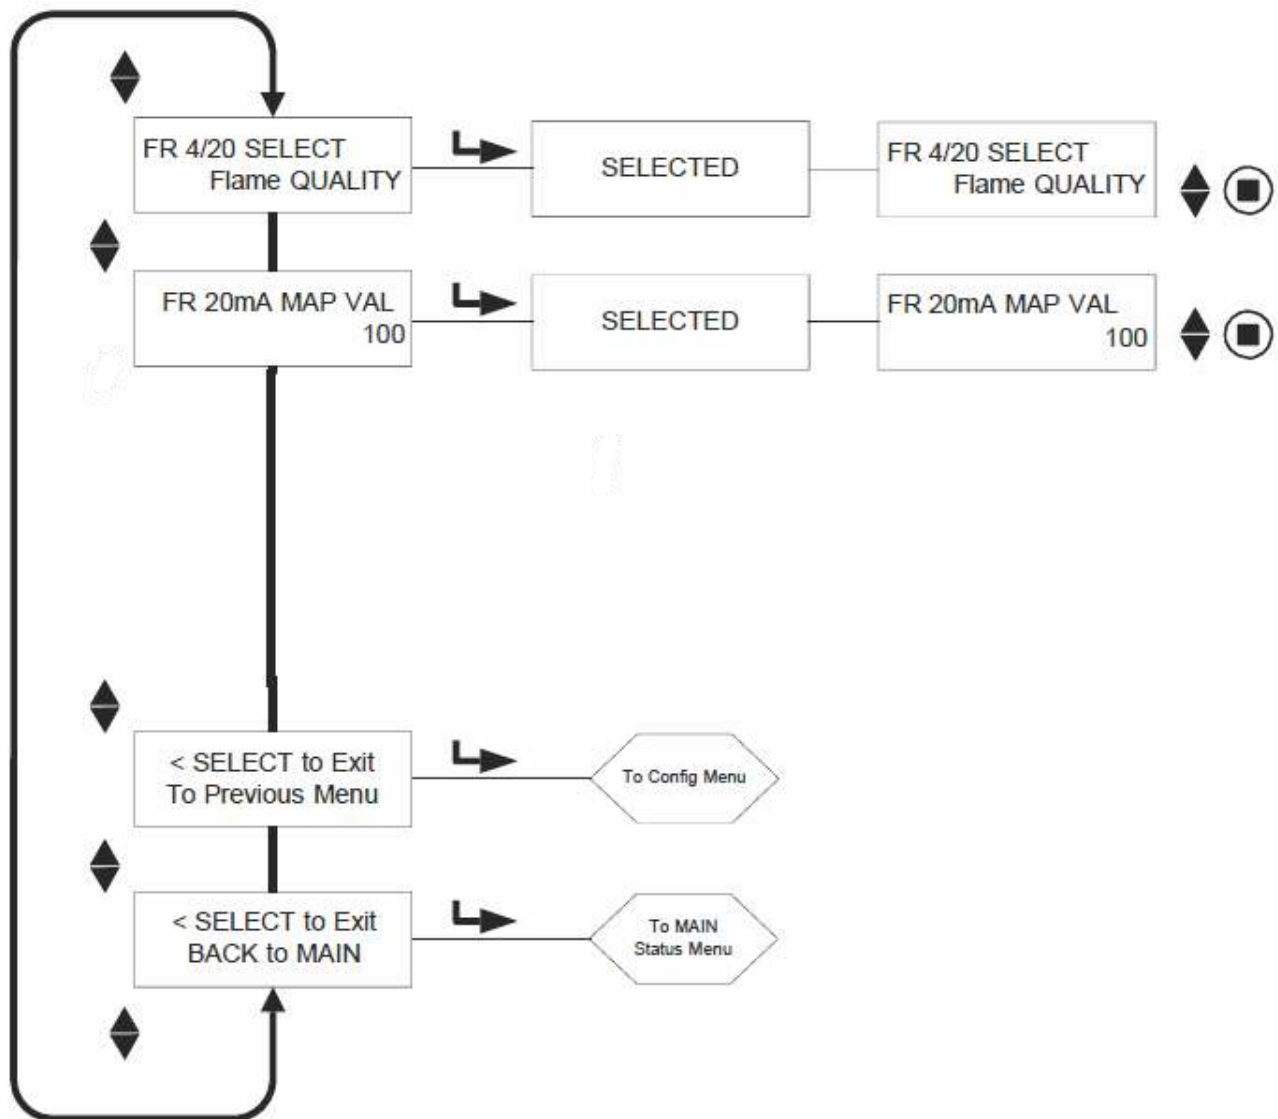 FR 4/20 SELECT
Flame QUALITY
SELECTED
FR 4/20 SELECT
Flame QUALITY
FR 20mA MAP VAL
100
SELECTED
FR 20mA MAP VAL
100
< SELECT to Exit
To Previous Menu
To Config Menu
< SELECT to Exit
BACK to MAIN
To MAIN
Status Menu